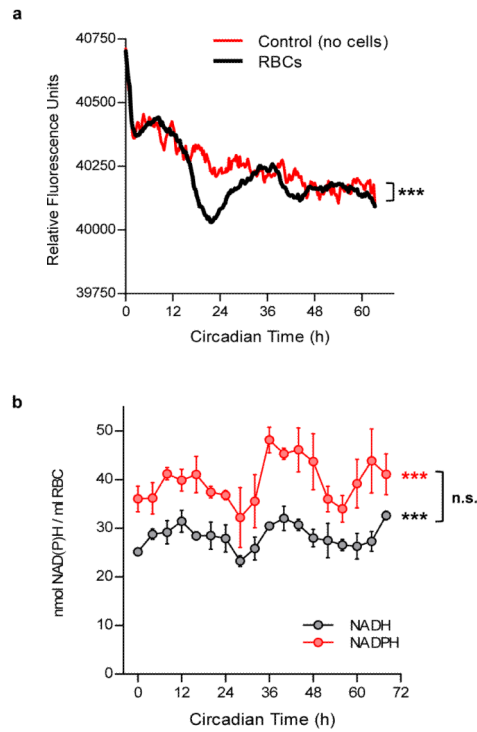 a
40750
40500
40250
40000
39750
Relative Fluorescence Units
Control (no cells)
RBCs
***
0 12 24 36 48 60
Circadian Time (h)
b
50
40
30
20
10
0
nmol NAD(P)H / ml RBC
***
***
n.s.
NADH
NADPH
0 12 24 36 48 60 72
Circadian Time (h)